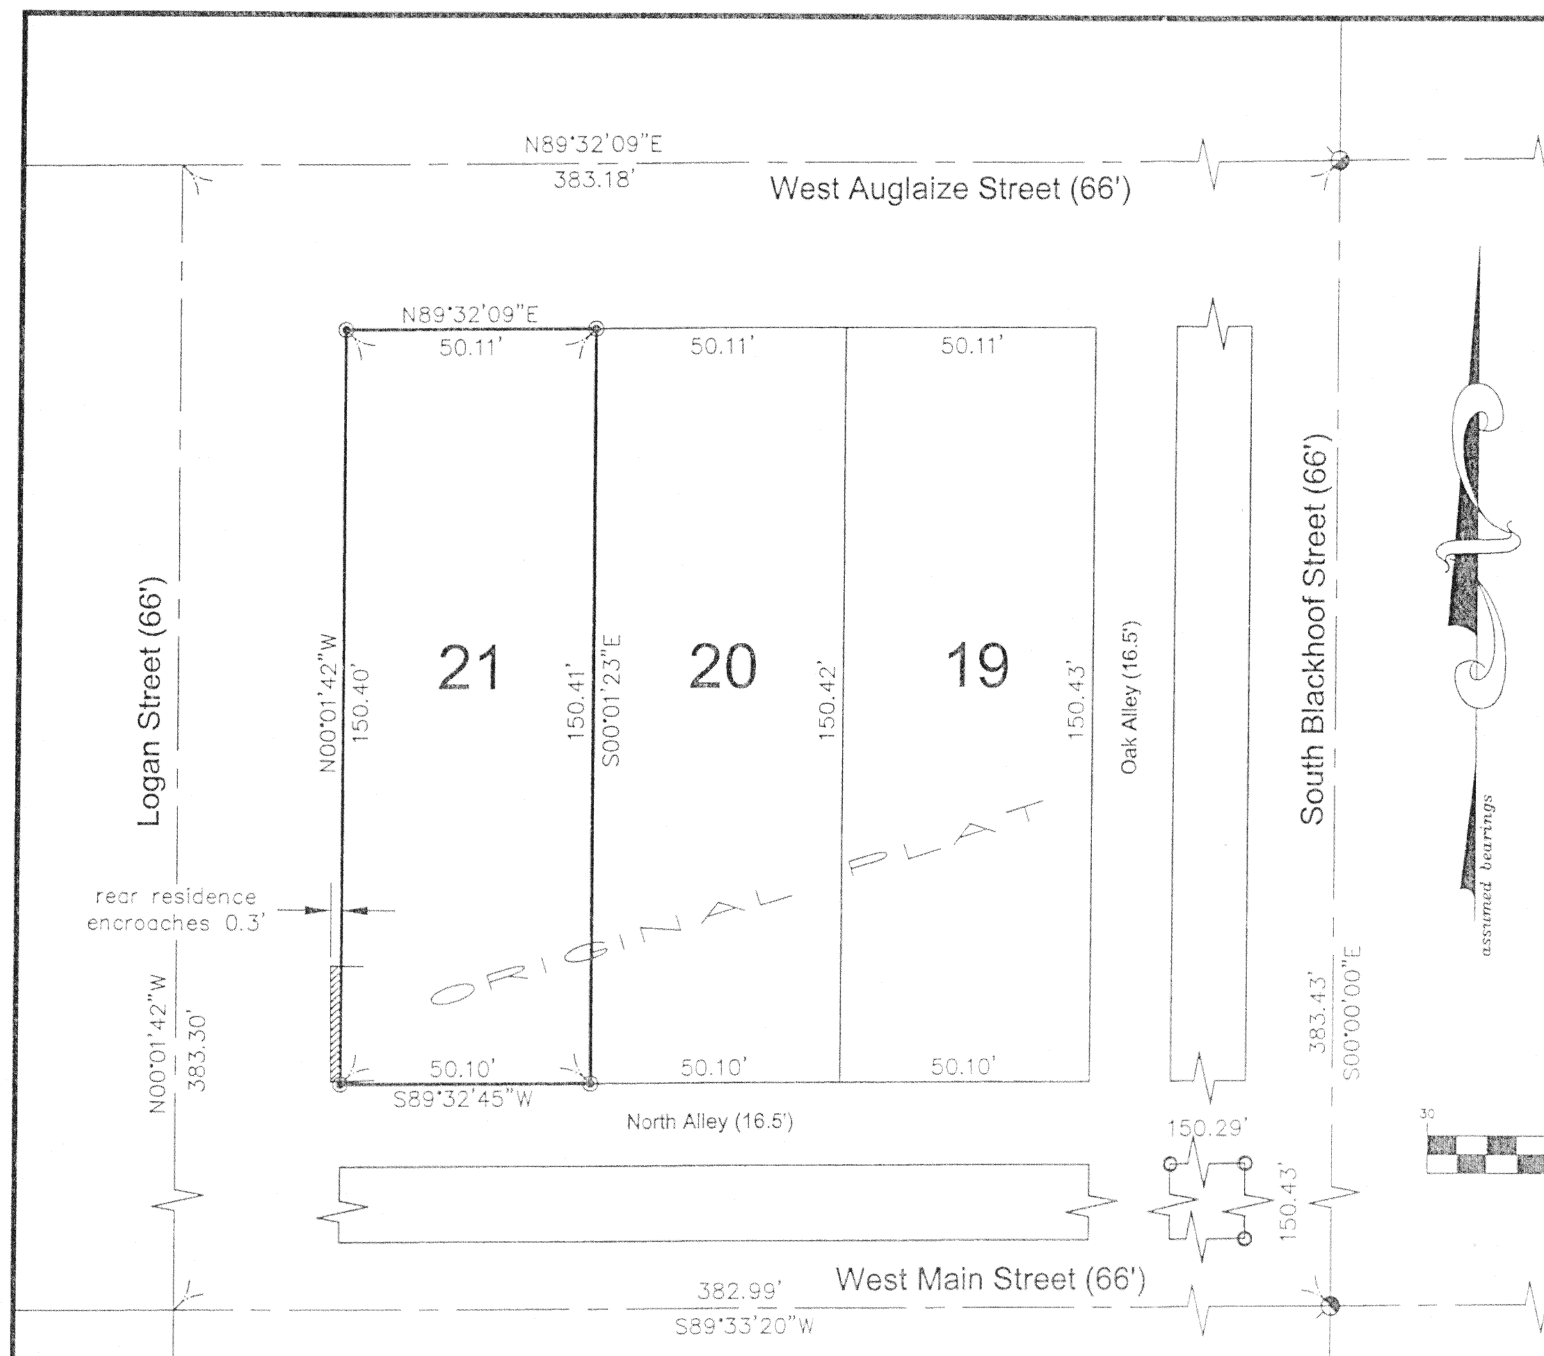 N89°32'09"E
383.18'
West Auglaize Street (66')
N89°32'09"E
50.11'
50.11'
50.11'
Logan Street (66')
N00°01'42"W
383.30'
N00°01'42"W
150.40'
21
150.41'
S00°01'23"E
20
150.42'
19
150.43'
Oak Alley (16.5')
South Blackhoof Street (66')
383.43'
S00°00'00"E
assumed bearings
rear residence
encroaches 0.3'
ORIGINAL PLAT
50.10'
S89°32'45"W
50.10'
50.10'
North Alley (16.5')
150.29'
150.43'
30
West Main Street (66')
382.99'
S89°33'20"W